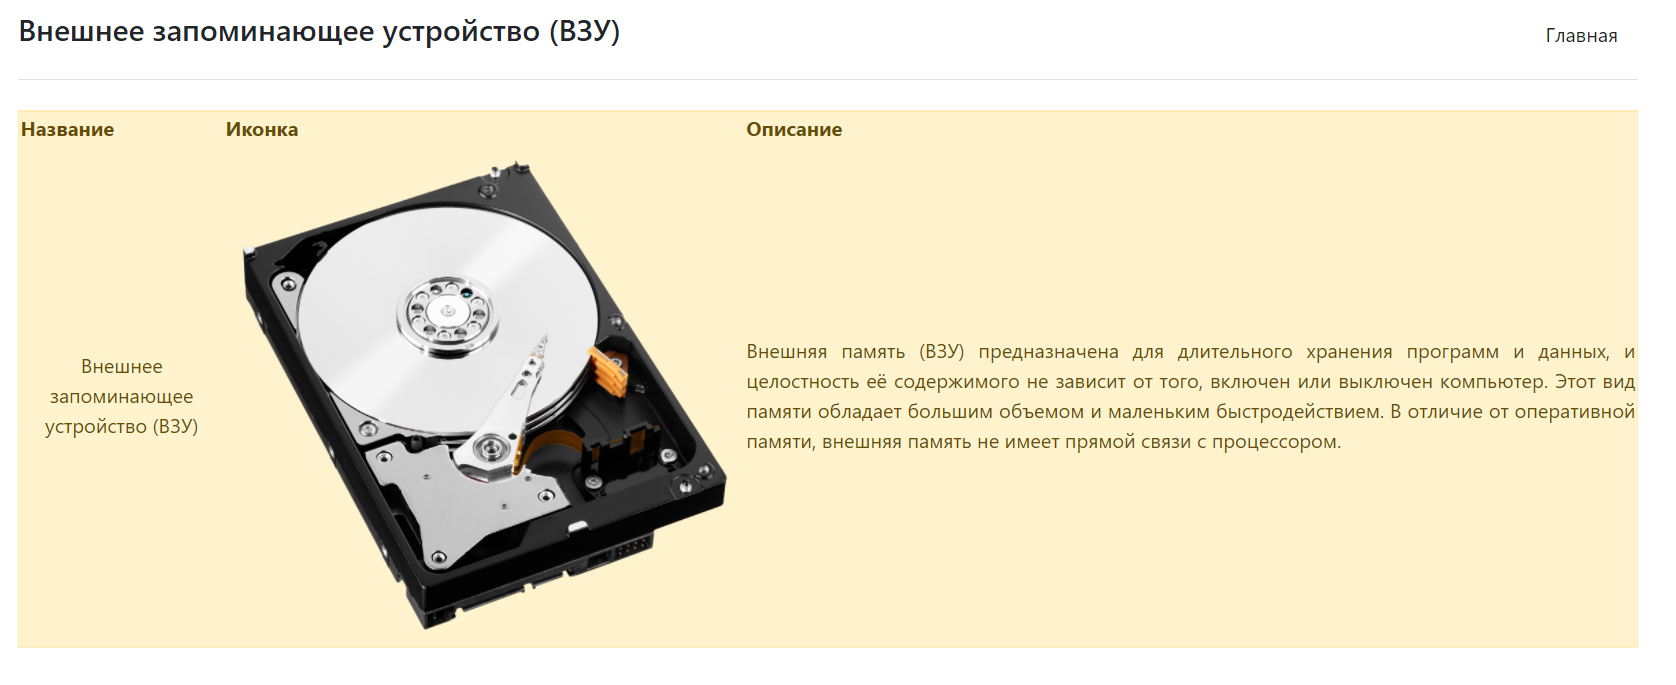 Внешнее запоминающее устройство (ВЗУ)
Главная
Название
Иконка
Описание
Внешнее
запоминающее
устройство (ВЗУ)
Внешняя память (ВЗУ) предназначена для длительного хранения программ и данных, и
целостность её содержимого не зависит от того, включен или выключен компьютер. Этот вид
памяти обладает большим объемом и маленьким быстродействием. В отличие от оперативной
памяти, внешняя память не имеет прямой связи с процессором.